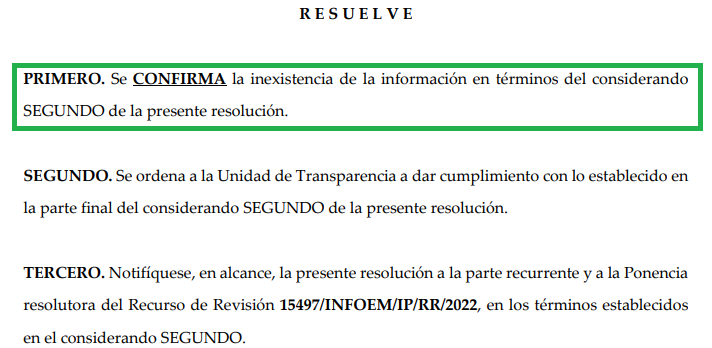 R E S U E L V E
PRIMERO. Se CONFIRMA la inexistencia de la información en términos del considerando
SEGUNDO de la presente resolución.
SEGUNDO. Se ordena a la Unidad de Transparencia a dar cumplimiento con lo establecido en
la parte final del considerando SEGUNDO de la presente resolución.
TERCERO. Notifíquese, en alcance, la presente resolución a la parte recurrente y a la Ponencia
resolutora del Recurso de Revisión 15497/INFOEM/IP/RR/2022, en los términos establecidos
en el considerando SEGUNDO.